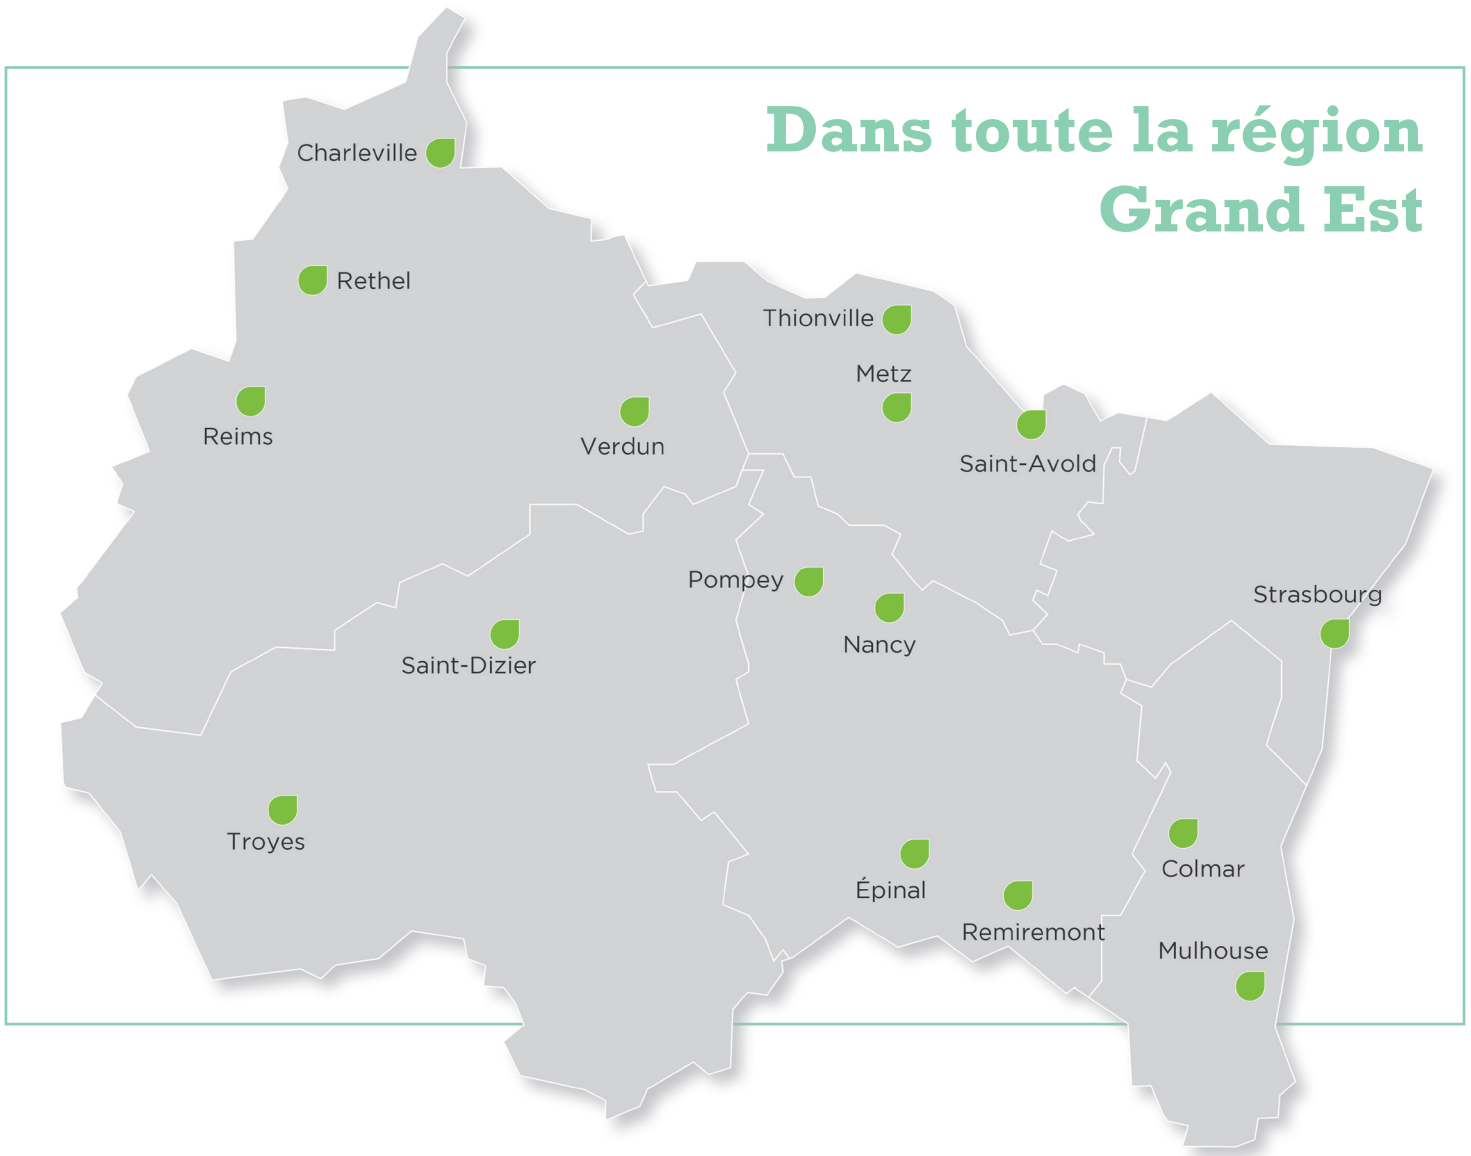 Dans toute la région
Grand Est
Charleville
Rethel
Thionville
Metz
Reims
Verdun
Saint-Avold
Pompey
Strasbourg
Nancy
Saint-Dizier
Troyes
Colmar
Épinal
Remiremont
Mulhouse